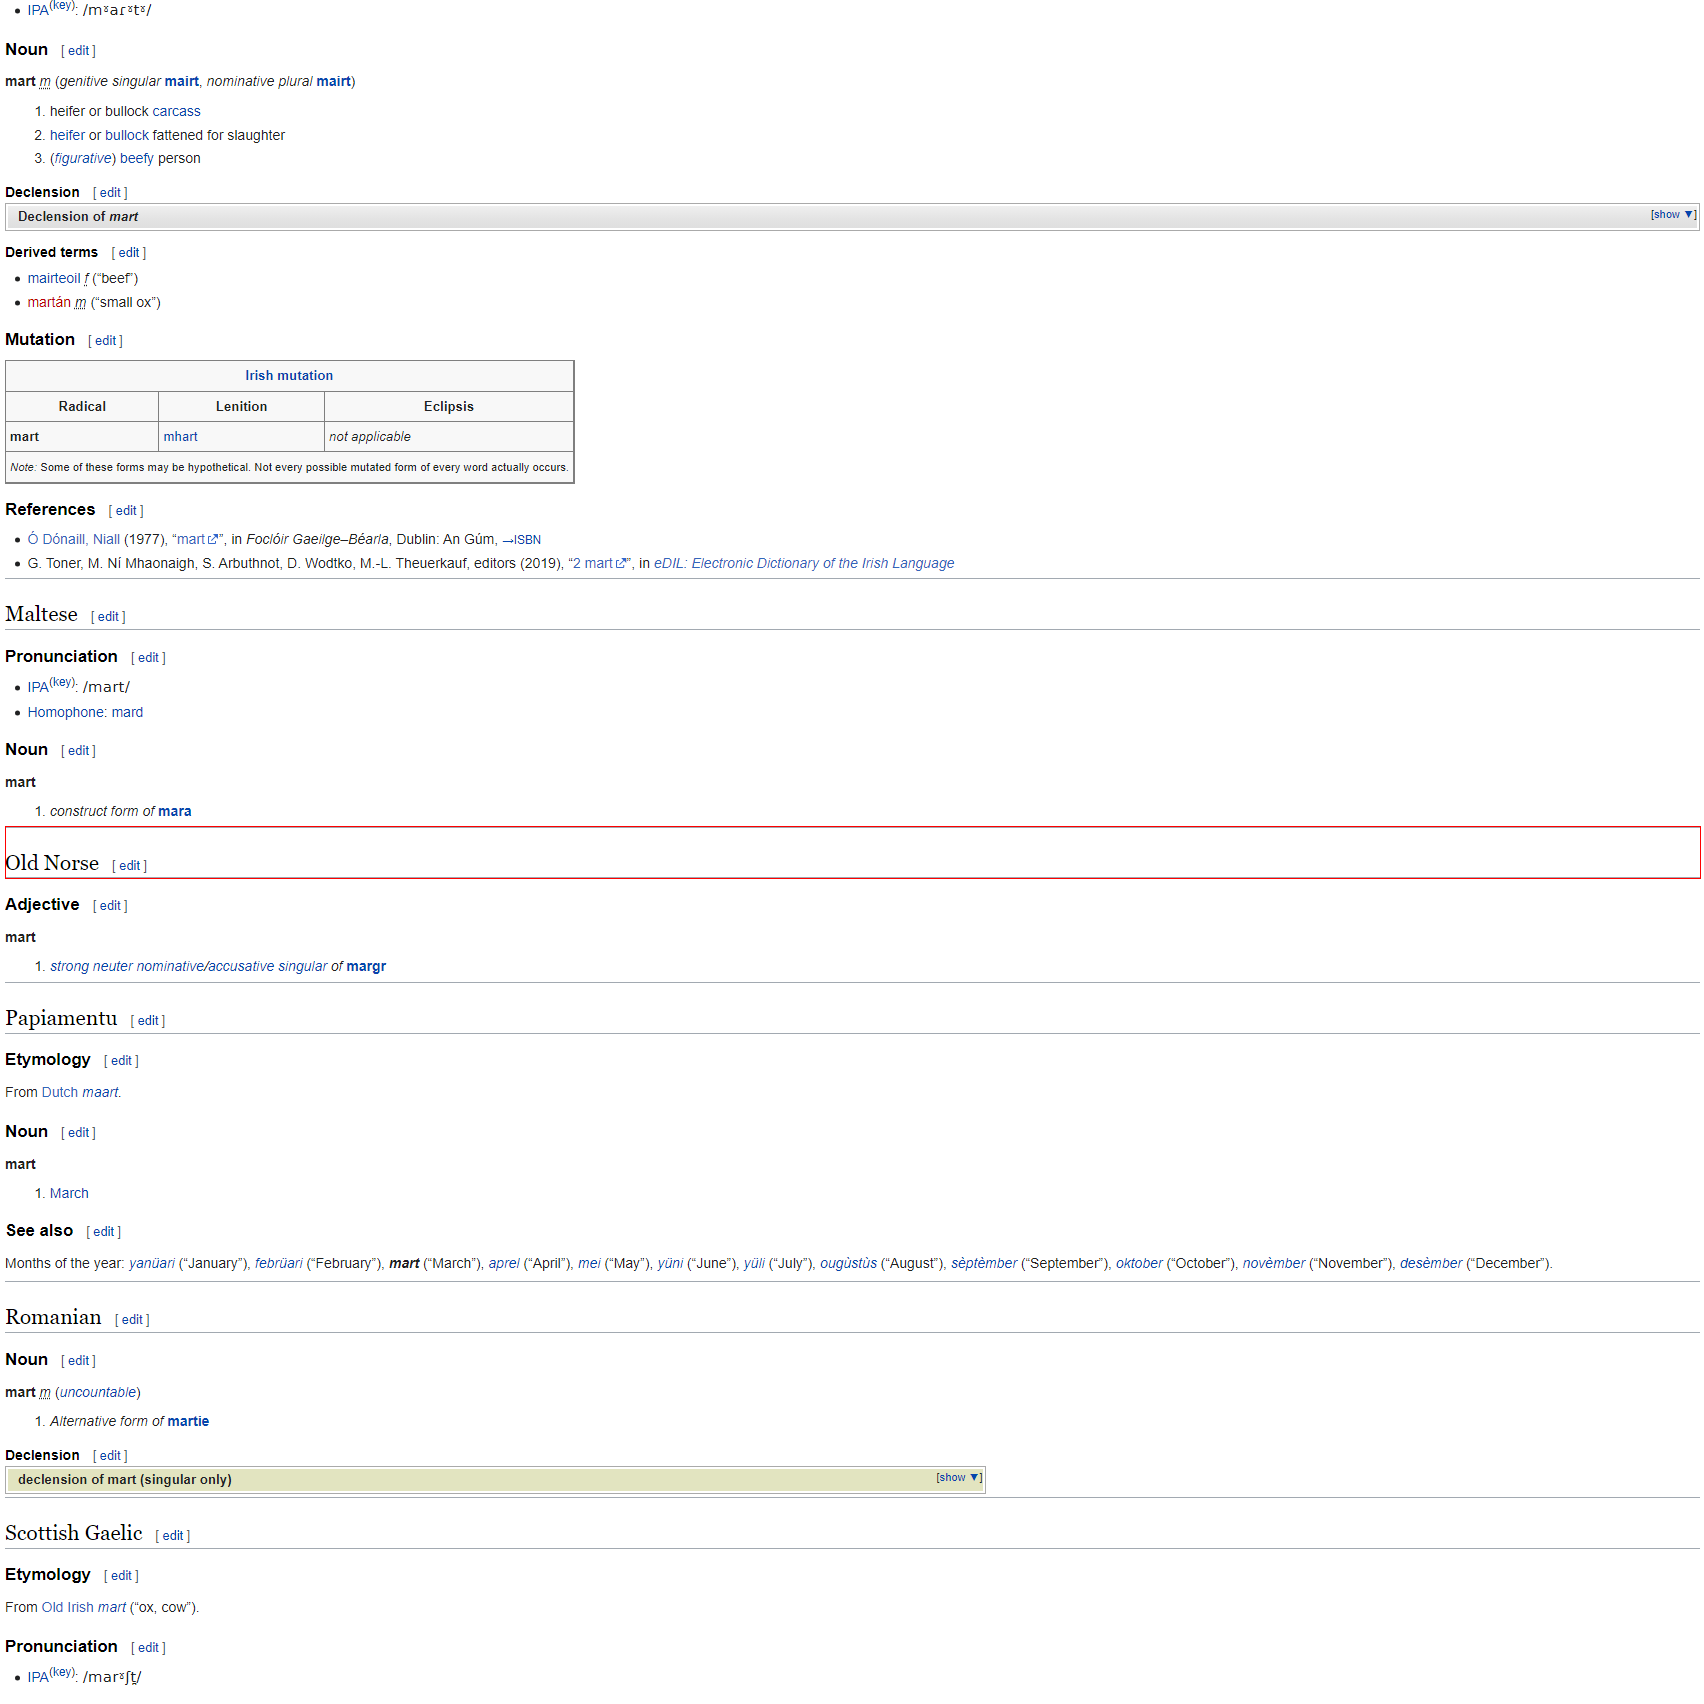 • IPA(key): /mˠaɾˠtˠ/
Noun [ edit ]
mart m (genitive singular mairt, nominative plural mairt)
1. heifer or bullock carcass
2. heifer or bullock fattened for slaughter
3. (figurative) beefy person
Declension [ edit ]
Declension of mart [show ▼]
Derived terms [ edit ]
• mairteoil f (“beef”)
• martán m (“small ox”)
Mutation [ edit ]
Irish mutation
Radical Lenition Eclipsis
mart mhart not applicable
Note: Some of these forms may be hypothetical. Not every possible mutated form of every word actually occurs.
References [ edit ]
• Ó Dónaill, Niall (1977), “mart”, in Foclóir Gaeilge–Béarla, Dublin: An Gúm, →ISBN
• G. Toner, M. Ní Mhaonaigh, S. Arbuthnot, D. Wodtko, M.-L. Theuerkauf, editors (2019), “2 mart”, in eDIL: Electronic Dictionary of the Irish Language
Maltese [ edit ]
Pronunciation [ edit ]
• IPA(key): /mart/
• Homophone: mard
Noun [ edit ]
mart
1. construct form of mara
Old Norse [ edit ]
Adjective [ edit ]
mart
1. strong neuter nominative/accusative singular of margr
Papiamentu [ edit ]
Etymology [ edit ]
From Dutch maart.
Noun [ edit ]
mart
1. March
See also [ edit ]
Months of the year: yanüari (“January”), febrüari (“February”), mart (“March”), aprel (“April”), mei (“May”), yüni (“June”), yüli (“July”), ougùstùs (“August”), sèptèmber (“September”), oktober (“October”), novèmber (“November”), desèmber (“December”).
Romanian [ edit ]
Noun [ edit ]
mart m (uncountable)
1. Alternative form of martie
Declension [ edit ]
declension of mart (singular only) [show ▼]
Scottish Gaelic [ edit ]
Etymology [ edit ]
From Old Irish mart (“ox, cow”).
Pronunciation [ edit ]
• IPA(key): /marˠʃt̪/